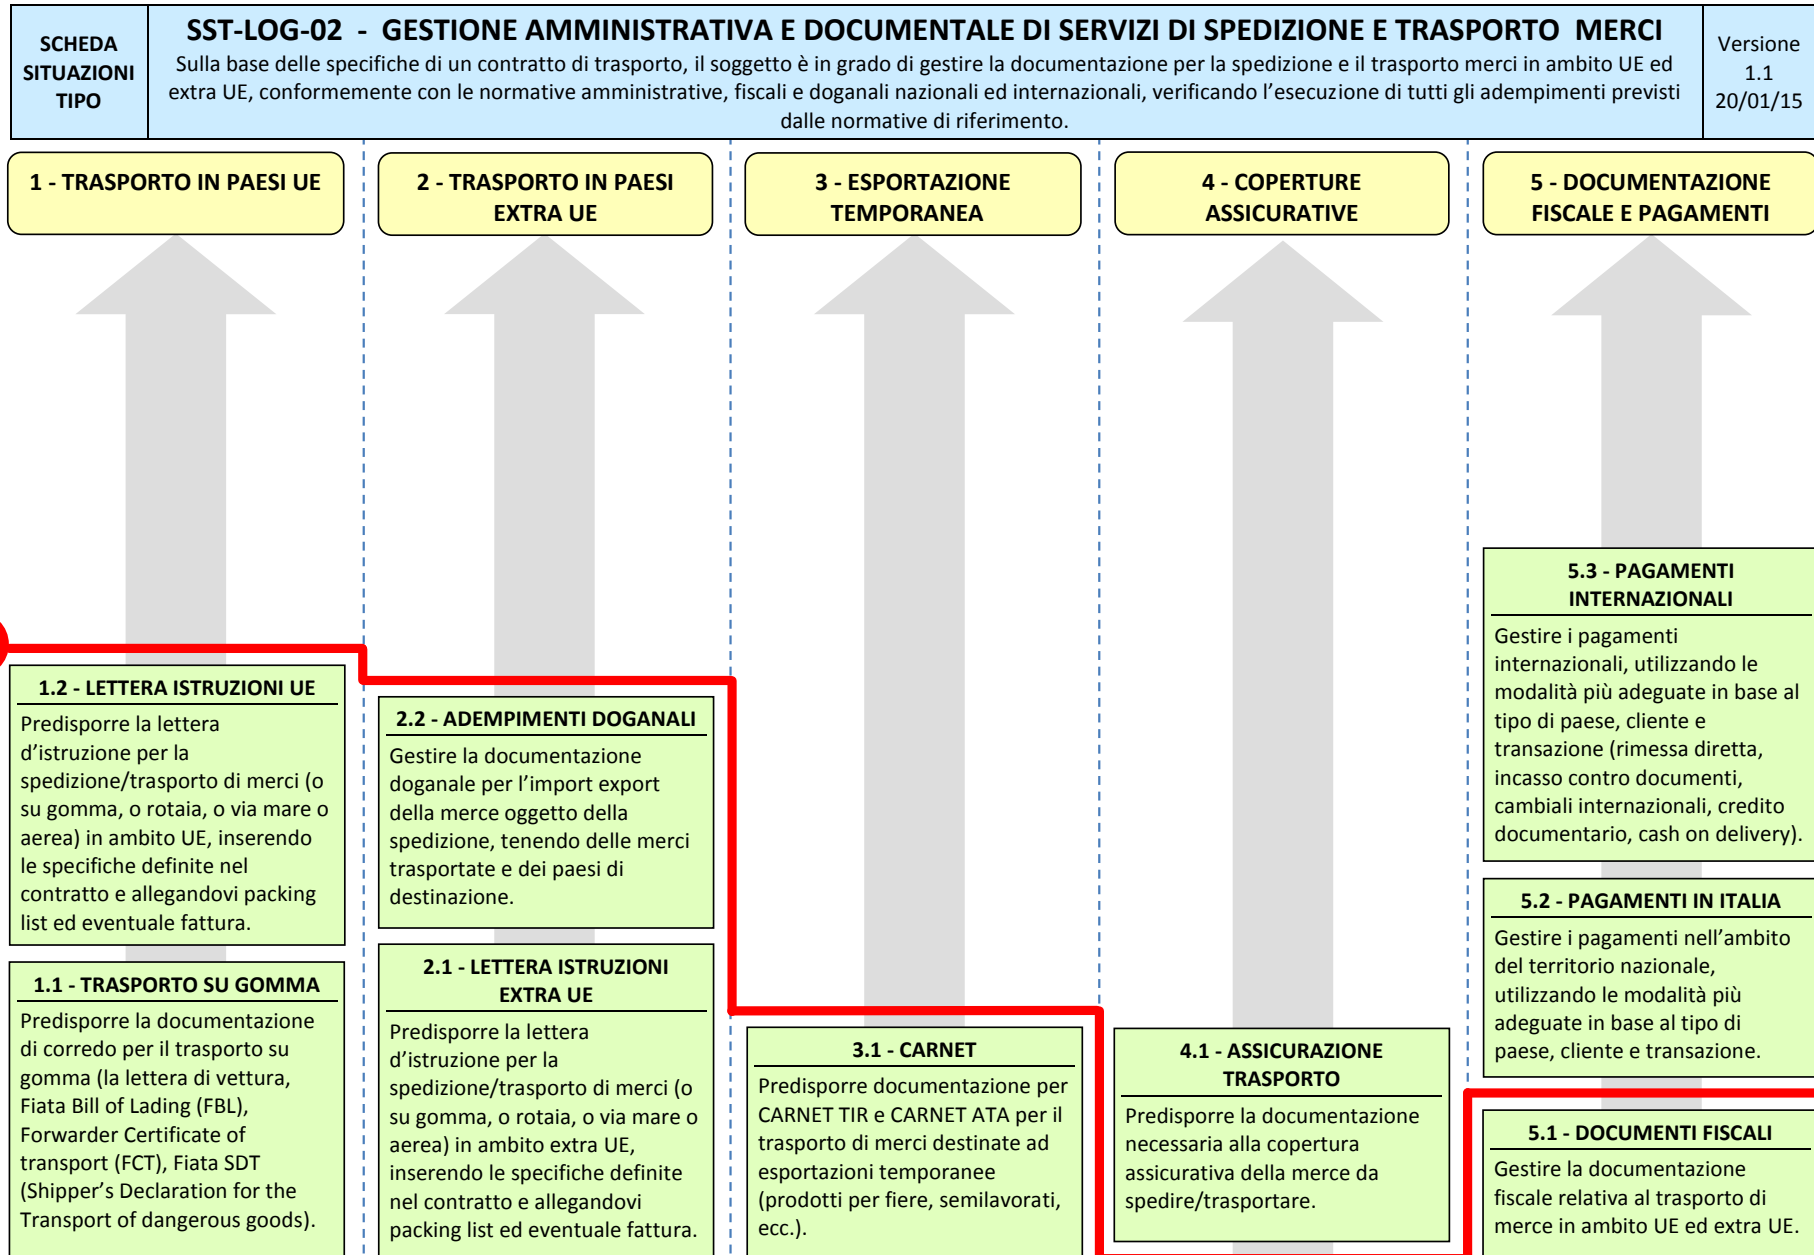 SCHEDA
SITUAZIONI
TIPO
SST-LOG-02 - GESTIONE AMMINISTRATIVA E DOCUMENTALE DI SERVIZI DI SPEDIZIONE E TRASPORTO MERCI
Sulla base delle specifiche di un contratto di trasporto, il soggetto è in grado di gestire la documentazione per la spedizione e il trasporto merci in ambito UE ed
extra UE, conformemente con le normative amministrative, fiscali e doganali nazionali ed internazionali, verificando l'esecuzione di tutti gli adempimenti previsti
dalle normative di riferimento.
Versione
1.1
20/01/15
1 - TRASPORTO IN PAESI UE
2 - TRASPORTO IN PAESI
EXTRA UE
3 - ESPORTAZIONE
TEMPORANEA
4 - COPERTURE
ASSICURATIVE
5 - DOCUMENTAZIONE
FISCALE E PAGAMENTI
1.2 - LETTERA ISTRUZIONI UE
Predisporre la lettera
d'istruzione per la
spedizione/trasporto di merci (o
su gomma, o rotaia, o via mare o
aerea) in ambito UE, inserendo
le specifiche definite nel
contratto e allegandovi packing
list ed eventuale fattura.
1.1 - TRASPORTO SU GOMMA
Predisporre la documentazione
di corredo per il trasporto su
gomma (la lettera di vettura,
Fiata Bill of Lading (FBL),
Forwarder Certificate of
transport (FCT), Fiata SDT
(Shipper's Declaration for the
Transport of dangerous goods).
2.2 - ADEMPIMENTI DOGANALI
Gestire la documentazione
doganale per l'import export
della merce oggetto della
spedizione, tenendo delle merci
trasportate e dei paesi di
destinazione.
2.1 - LETTERA ISTRUZIONI
EXTRA UE
Predisporre la lettera
d'istruzione per la
spedizione/trasporto di merci (o
su gomma, o rotaia, o via mare o
aerea) in ambito extra UE,
inserendo le specifiche definite
nel contratto e allegandovi
packing list ed eventuale fattura.
3.1 - CARNET
Predisporre documentazione per
CARNET TIR e CARNET ATA per il
trasporto di merci destinate ad
esportazioni temporanee
(prodotti per fiere, semilavorati,
ecc.).
4.1 - ASSICURAZIONE
TRASPORTO
Predisporre la documentazione
necessaria alla copertura
assicurativa della merce da
spedire/trasportare.
5.3 - PAGAMENTI
INTERNAZIONALI
Gestire i pagamenti
internazionali, utilizzando le
modalità più adeguate in base al
tipo di paese, cliente e
transazione (rimessa diretta,
incasso contro documenti,
cambiali internazionali, credito
documentario, cash on delivery).
5.2 - PAGAMENTI IN ITALIA
Gestire i pagamenti nell'ambito
del territorio nazionale,
utilizzando le modalità più
adeguate in base al tipo di
paese, cliente e transazione.
5.1 - DOCUMENTI FISCALI
Gestire la documentazione
fiscale relativa al trasporto di
merce in ambito UE ed extra UE.